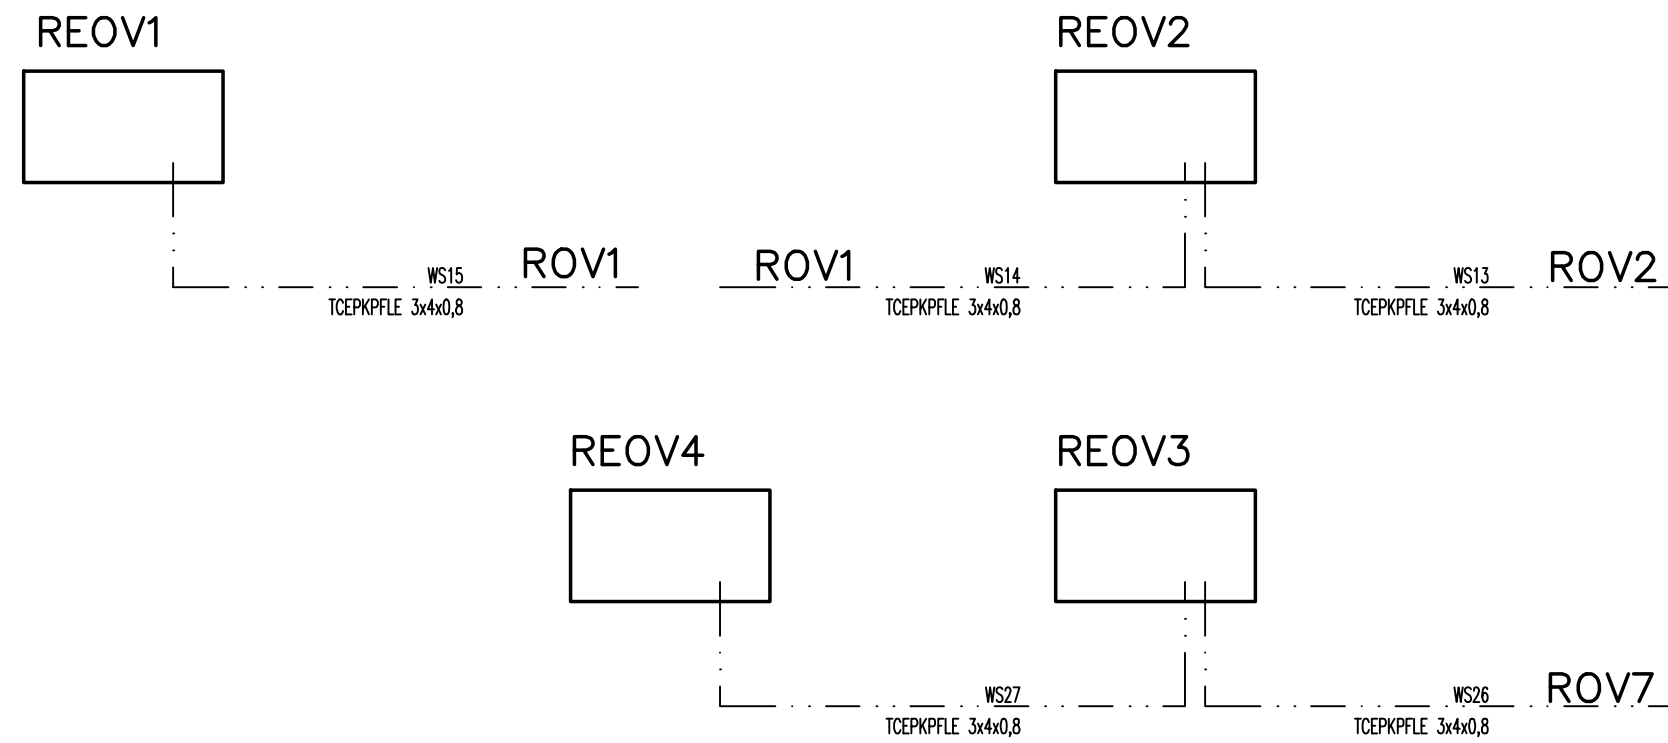 REOV1
REOV2
WS15
ROV1
ROV1
WS14
WS13
ROV2
TCEPKPFLE 3x4x0,8
TCEPKPFLE 3x4x0,8
TCEPKPFLE 3x4x0,8
REOV4
REOV3
WS27
WS26
ROV7
TCEPKPFLE 3x4x0,8
TCEPKPFLE 3x4x0,8